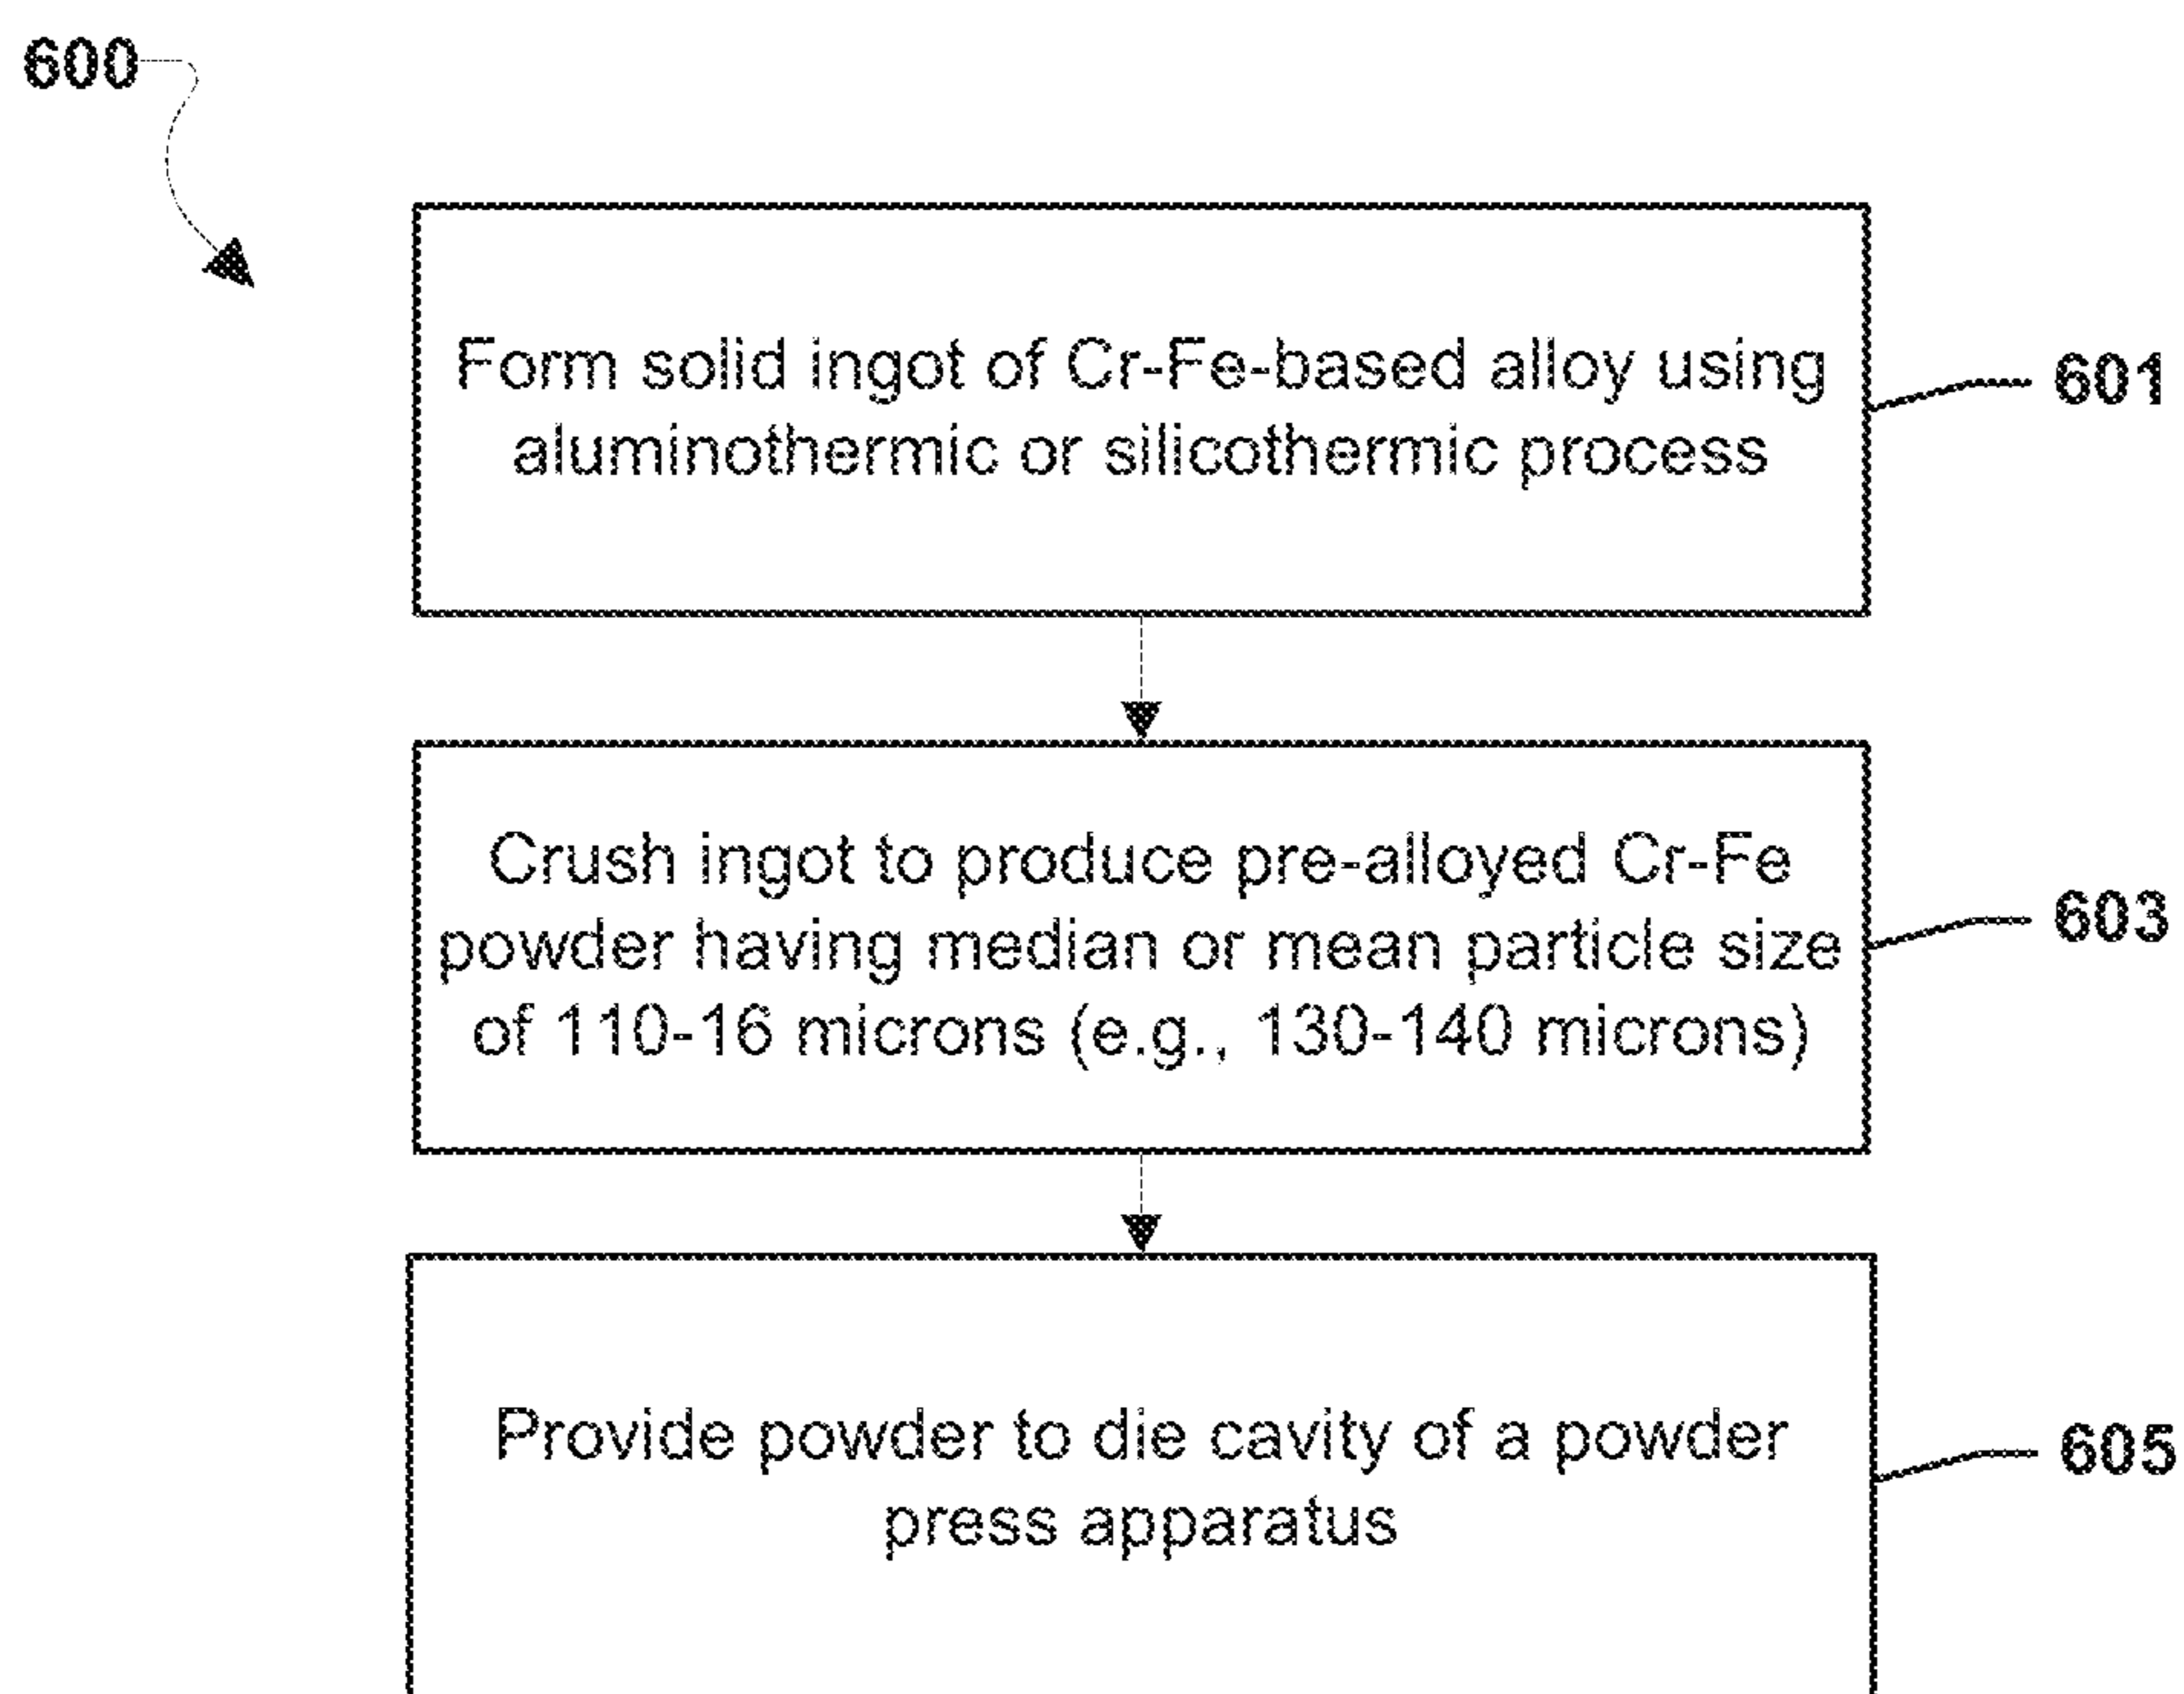 600
Form solid ingot of Cr-Fe-based alloy using
aluminothermic or silicothermic process
601
Crush ingot to produce pre-alloyed Cr-Fe
powder having median or mean particle size
of 110-16 microns (e.g., 130-140 microns)
603
Provide powder to die cavity of a powder
press apparatus
605